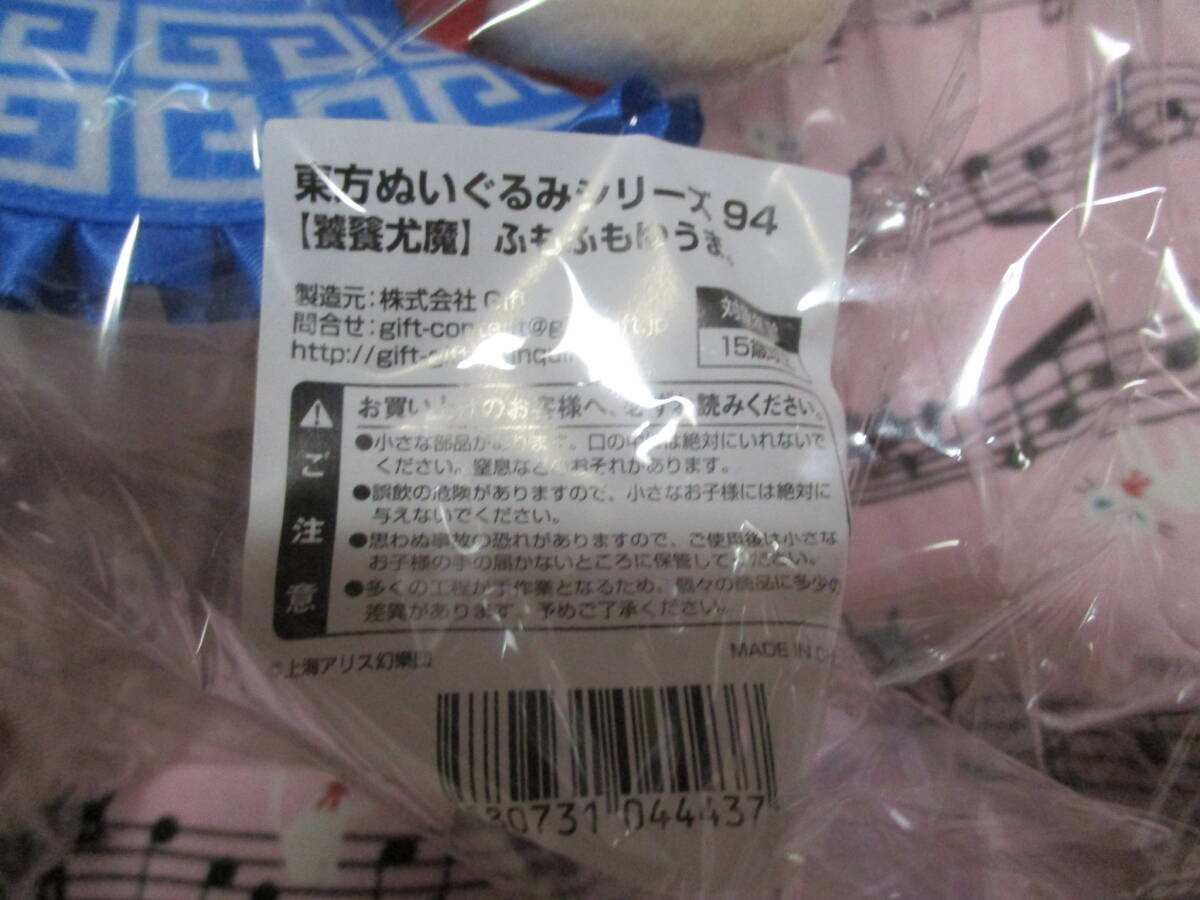 東方ぬいぐるみシリーズ 94
【饕餮尤魔】ふもふもゆうま。
製造元：株式会社 Gift
問合せ：
15歳以上
ご注意
お買い上げのお客様へ、必ずお読みください。
●小さな部品があります。口の中には絶対にいれないで
ください。窒息などのおそれがあります。
●誤飲の危険がありますので、小さなお子様には絶対に
与えないでください。
●思わぬ事故の恐れがありますので、ご使用後は小さな
お子様の手の届かないところに保管してください。
●多くの工程が手作業となるため、個々の商品に多少の
差異があります。予めご了承ください。
上海アリス幻樂団
MADE IN
80731 044437